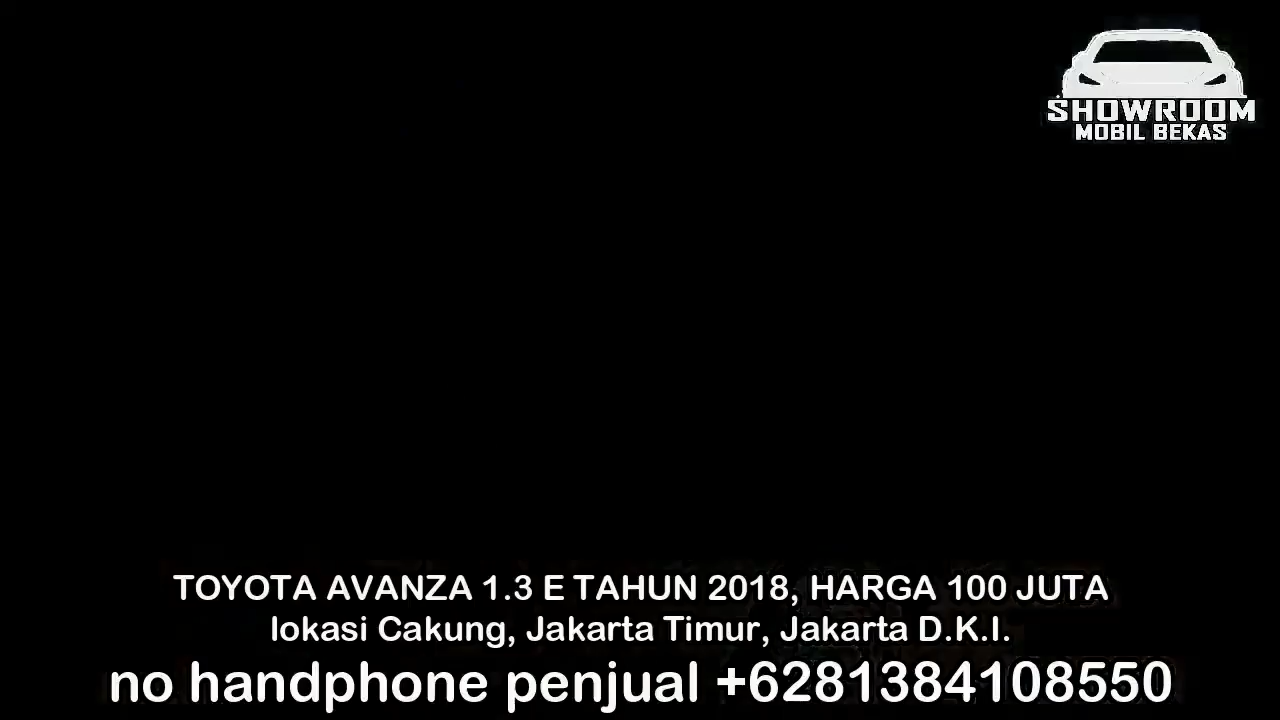 SHOWROOM
MOBIL BEKAS
TOYOTA AVANZA 1.3 E TAHUN 2018, HARGA 100 JUTA
lokasi Cakung, Jakarta Timur, Jakarta D.K.I.
no handphone penjual +6281384108550